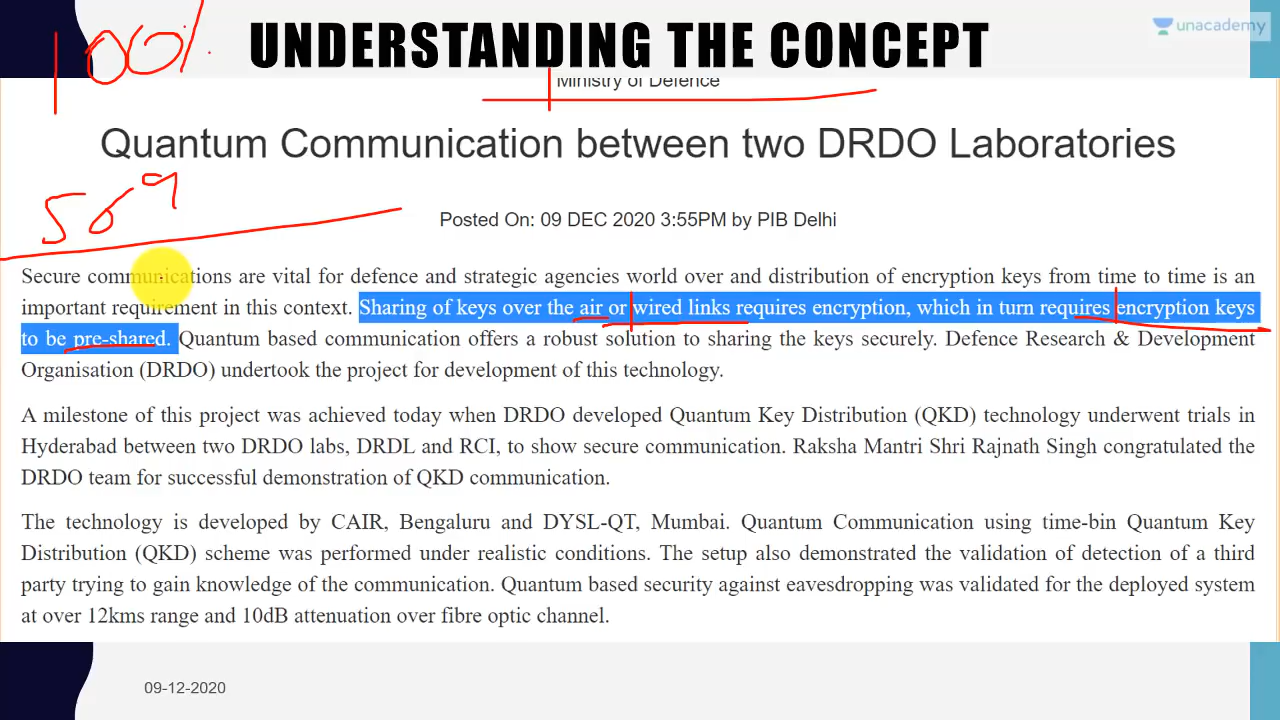 100%
UNDERSTANDING THE CONCEPT
unacademy
Ministry of Defence
Quantum Communication between two DRDO Laboratories
Posted On: 09 DEC 2020 3:55PM by PIB Delhi
Secure communications are vital for defence and strategic agencies world over and distribution of encryption keys from time to time is an
important requirement in this context. Sharing of keys over the air or wired links requires encryption, which in turn requires encryption keys
to be pre-shared. Quantum based communication offers a robust solution to sharing the keys securely. Defence Research & Development
Organisation (DRDO) undertook the project for development of this technology.
A milestone of this project was achieved today when DRDO developed Quantum Key Distribution (QKD) technology underwent trials in
Hyderabad between two DRDO labs, DRDL and RCI, to show secure communication. Raksha Mantri Shri Rajnath Singh congratulated the
DRDO team for successful demonstration of QKD communication.
The technology is developed by CAIR, Bengaluru and DYSL-QT, Mumbai. Quantum Communication using time-bin Quantum Key
Distribution (QKD) scheme was performed under realistic conditions. The setup also demonstrated the validation of detection of a third
party trying to gain knowledge of the communication. Quantum based security against eavesdropping was validated for the deployed system
at over 12kms range and 10dB attenuation over fibre optic channel.
09-12-2020